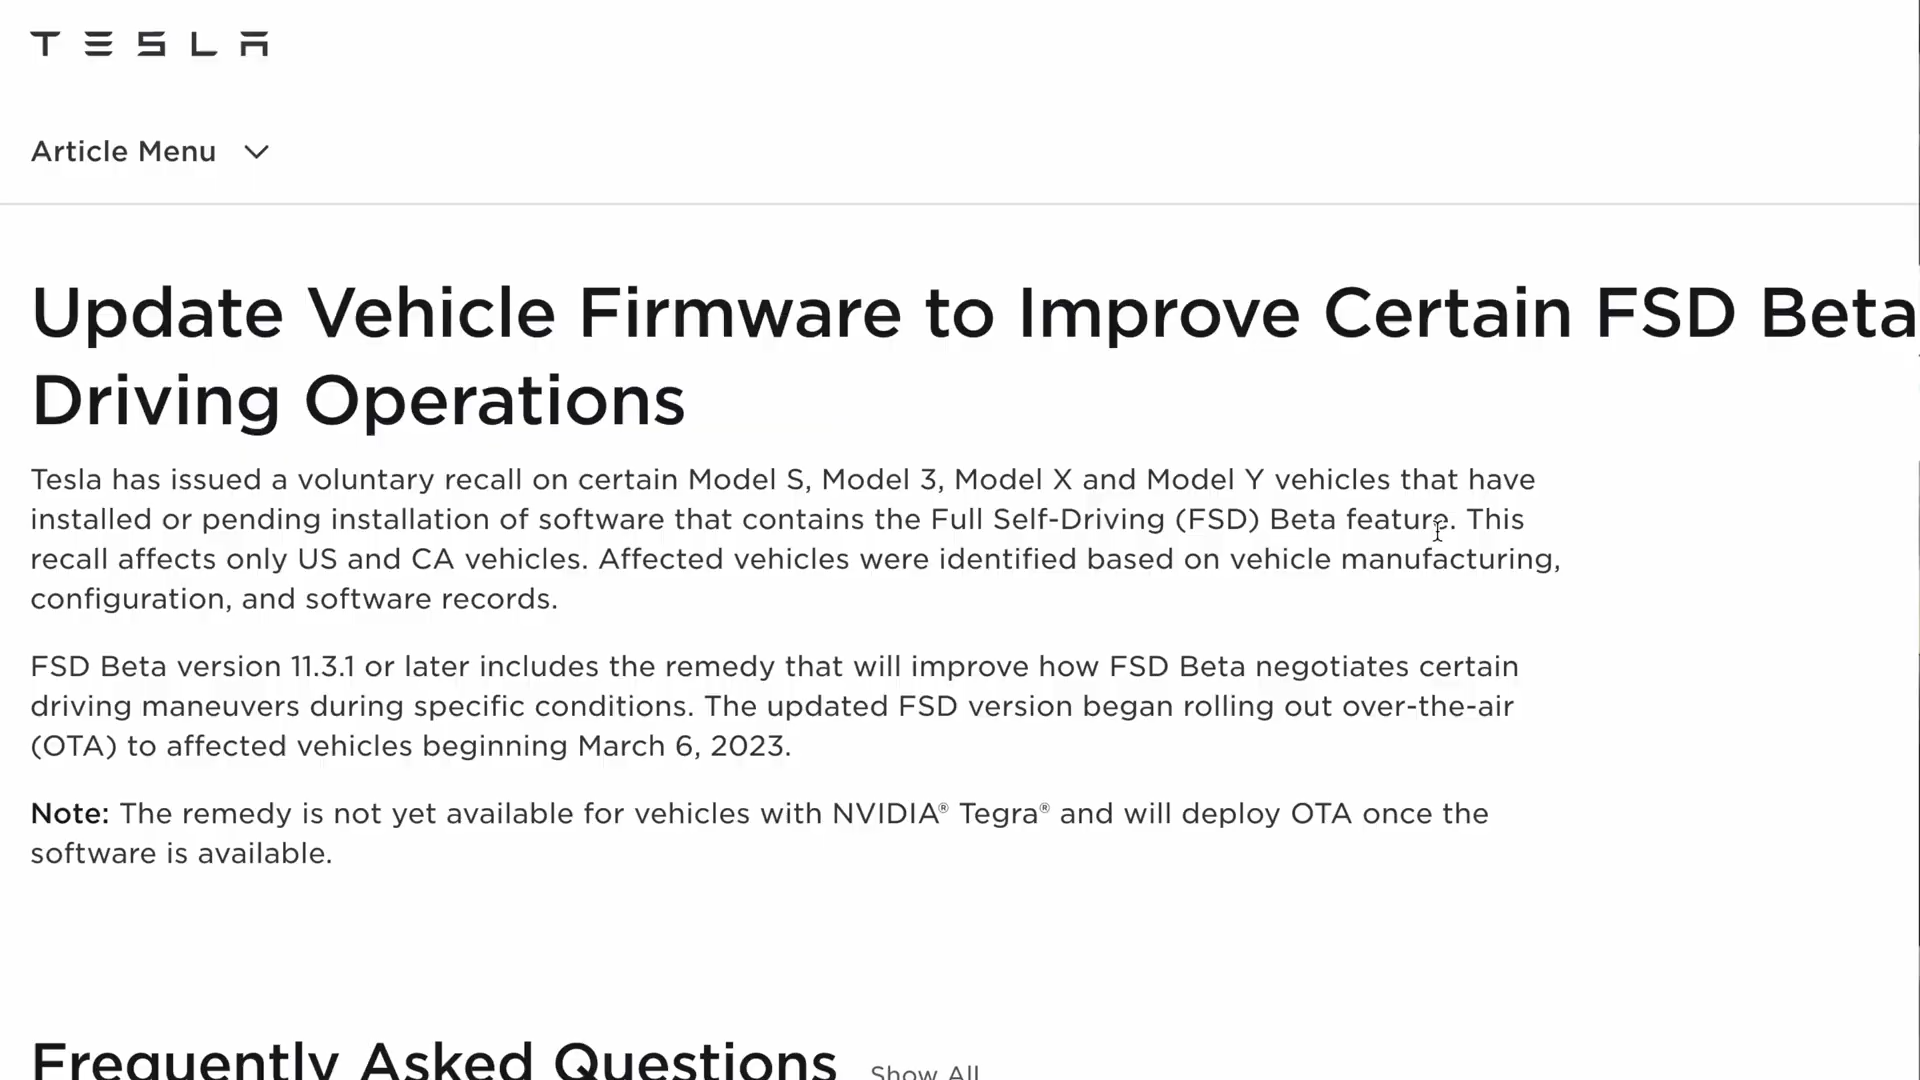 TESLA
Article Menu
Update Vehicle Firmware to Improve Certain FSD Beta
Driving Operations
Tesla has issued a voluntary recall on certain Model S, Model 3, Model X and Model Y vehicles that have
installed or pending installation of software that contains the Full Self-Driving (FSD) Beta feature. This
recall affects only US and CA vehicles. Affected vehicles were identified based on vehicle manufacturing,
configuration, and software records.
FSD Beta version 11.3.1 or later includes the remedy that will improve how FSD Beta negotiates certain
driving maneuvers during specific conditions. The updated FSD version began rolling out over-the-air
(OTA) to affected vehicles beginning March 6, 2023.
Note: The remedy is not yet available for vehicles with NVIDIA® Tegra® and will deploy OTA once the
software is available.
Frequently Asked Questions Show All